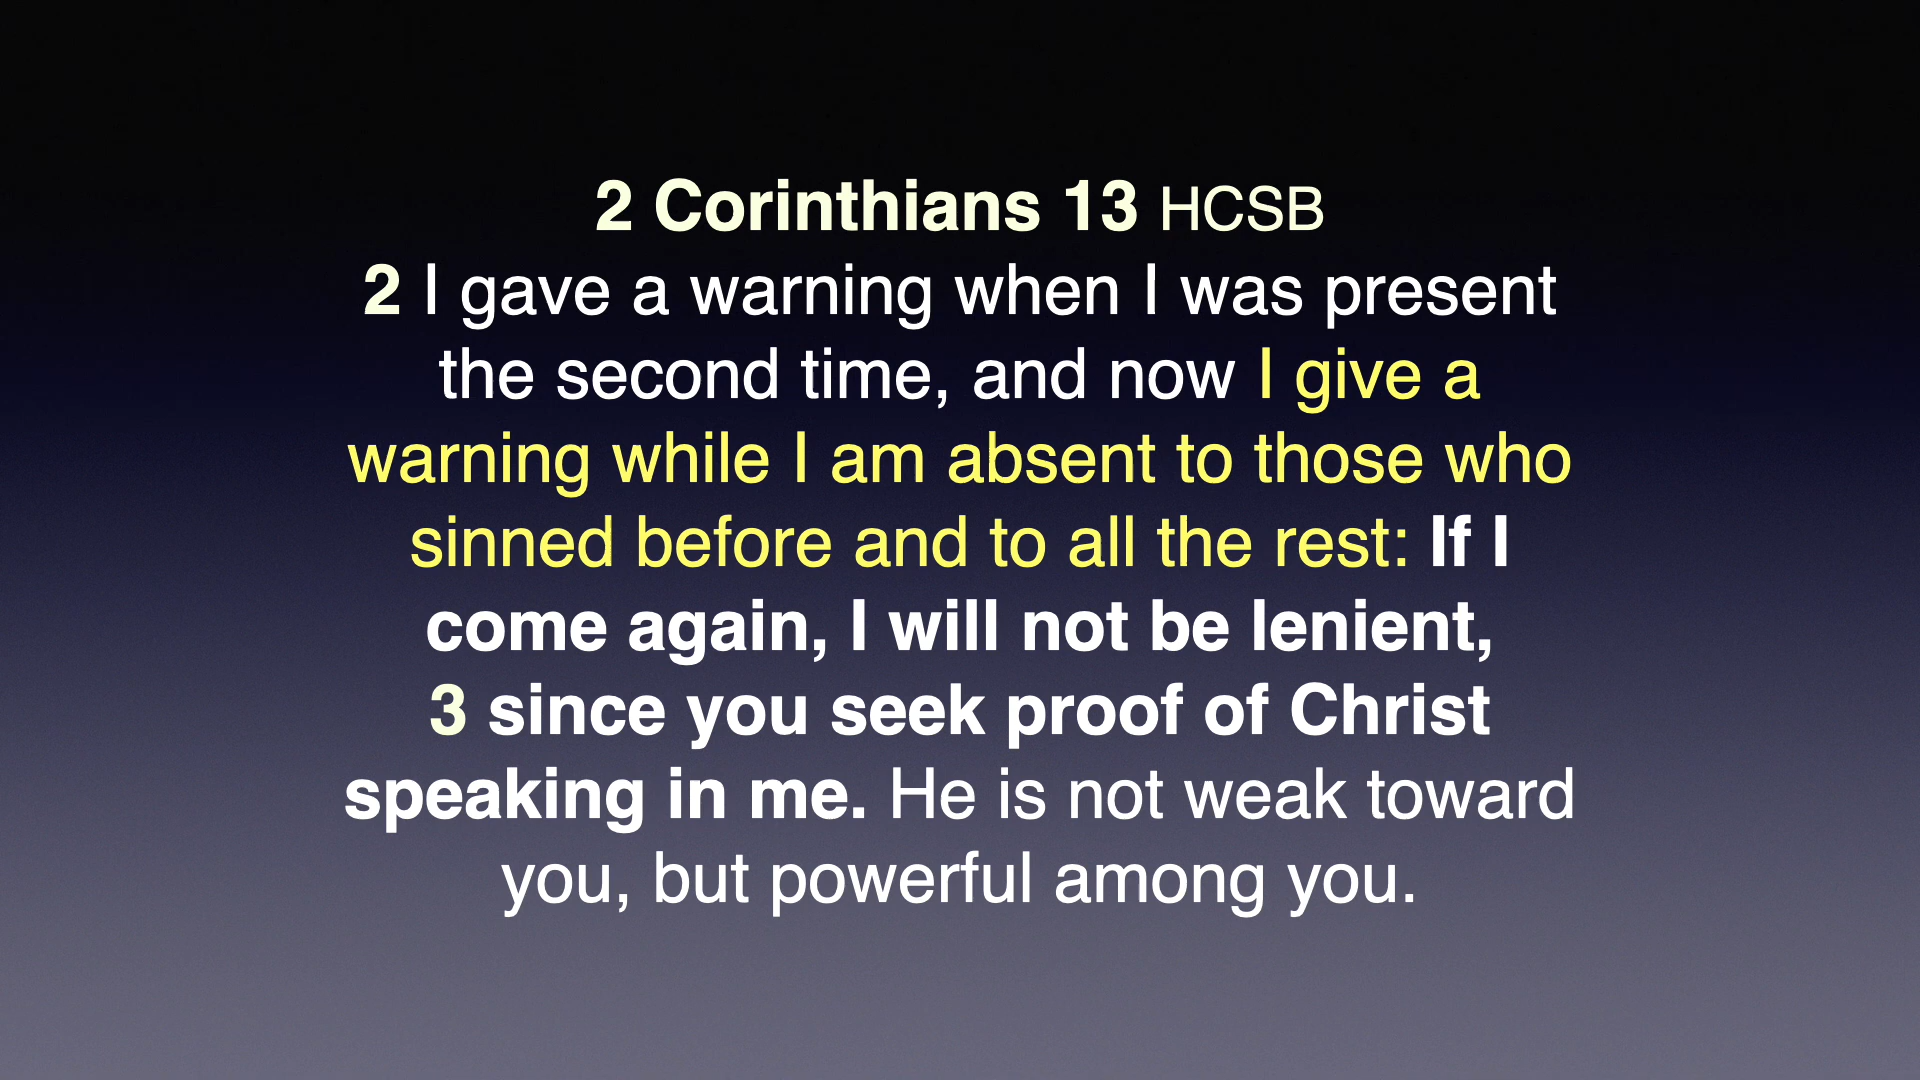 2 Corinthians 13 HCSB
2 I gave a warning when I was present
the second time, and now I give a
warning while I am absent to those who
sinned before and to all the rest: If I
come again, I will not be lenient,
3 since you seek proof of Christ
speaking in me. He is not weak toward
you, but powerful among you.